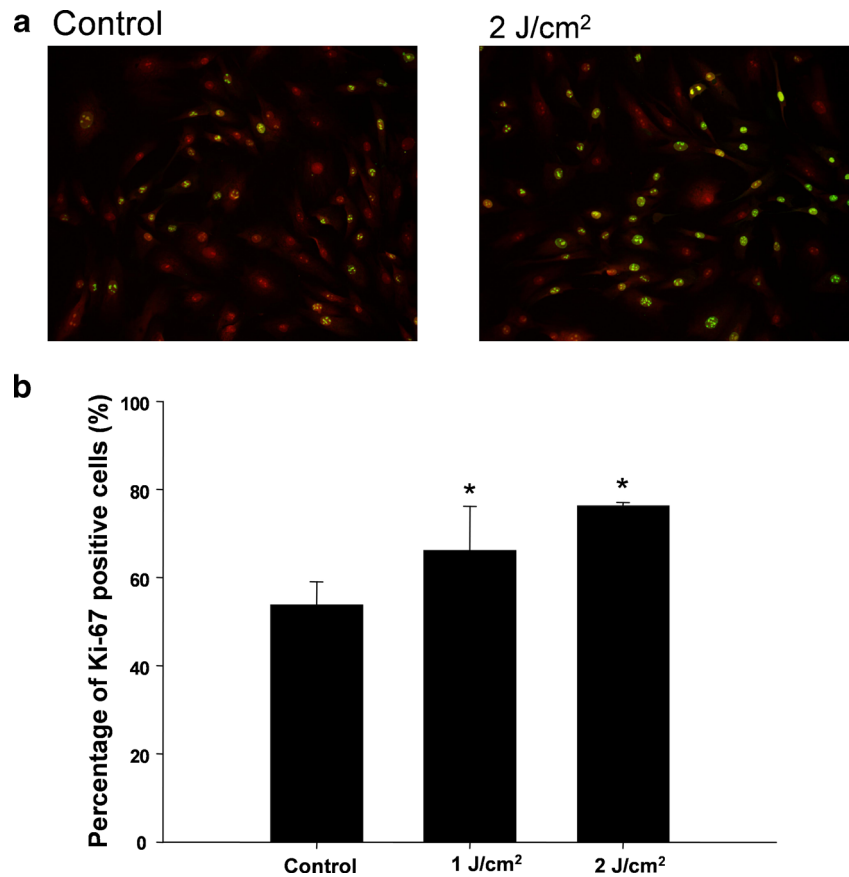 a Control 2 J/cm²
b
Percentage of Ki-67 positive cells (%)
100
80
60
40
20
0
*
*
Control 1 J/cm² 2 J/cm²